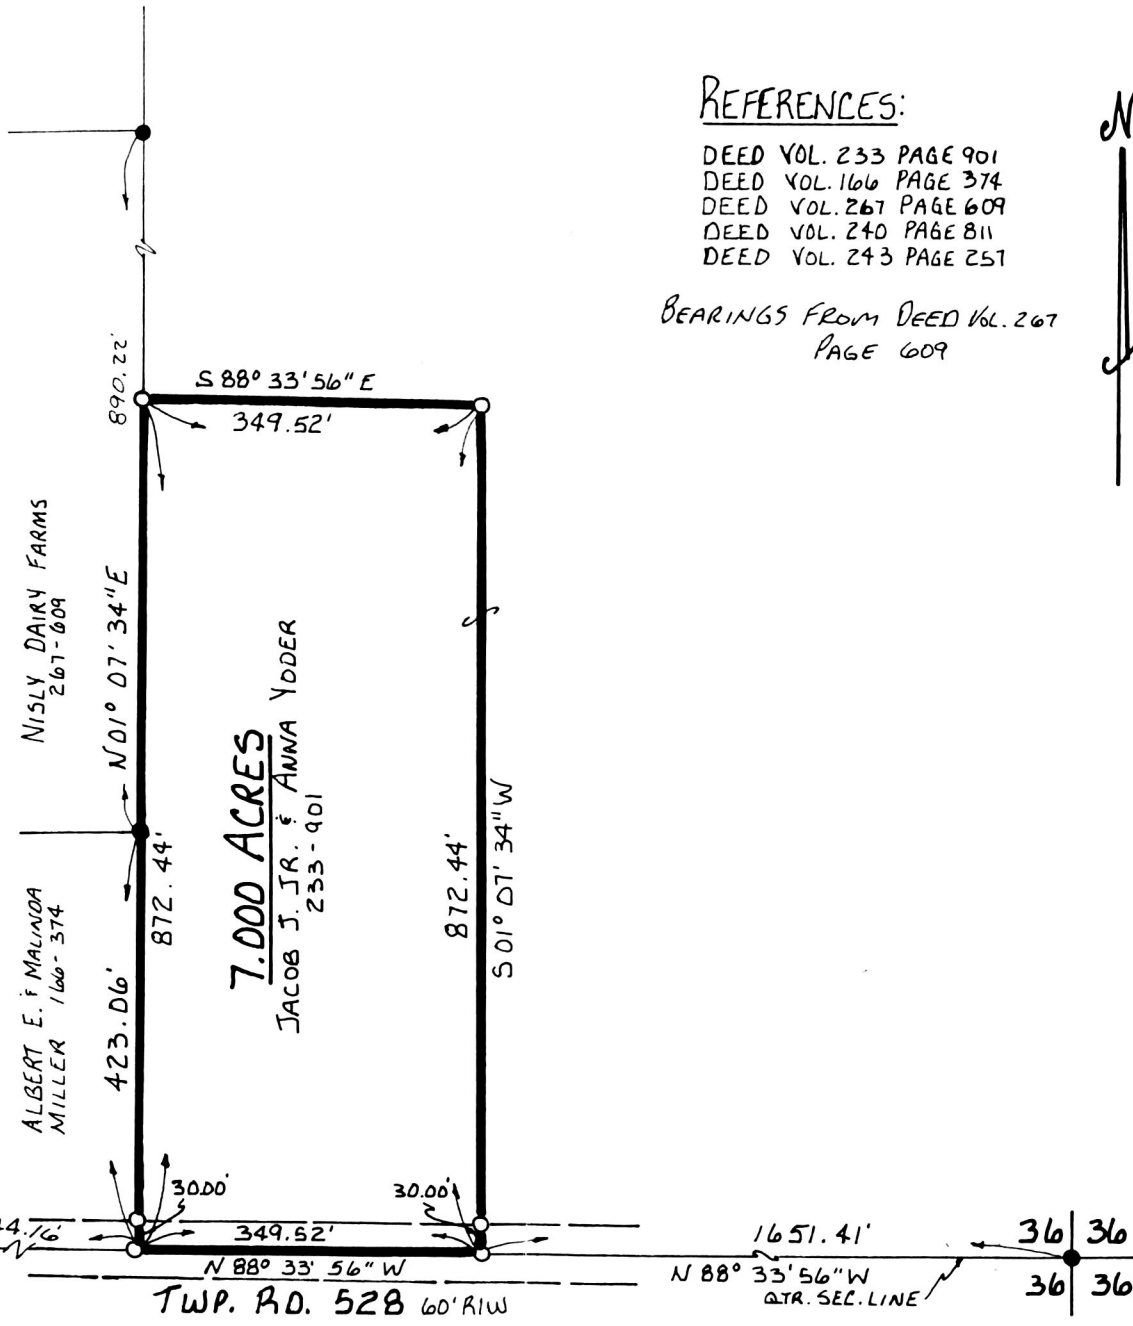 REFERENCES:
DEED VOL. 233 PAGE 901
DEED VOL. 166 PAGE 374
DEED VOL. 267 PAGE 609
DEED VOL. 240 PAGE 811
DEED VOL. 243 PAGE 257
BEARINGS FROM DEED VOL. 267
PAGE 609
N
890.22'
S 88° 33' 56" E
349.52'
NISLY DAIRY FARMS
267-609
N 01° 07' 34" E
872.44'
7.000 ACRES
JACOB J. JR. & ANNA YODER
233-901
872.44'
S 01° 07' 34" W
ALBERT E. & MALINDA
MILLER 166-374
423.06'
30.00'
30.00'
4.16'
349.52'
N 88° 33' 56" W
TWP. RD. 528 60' R/W
1651.41'
N 88° 33' 56" W
QTR. SEC. LINE
36 36
36 36